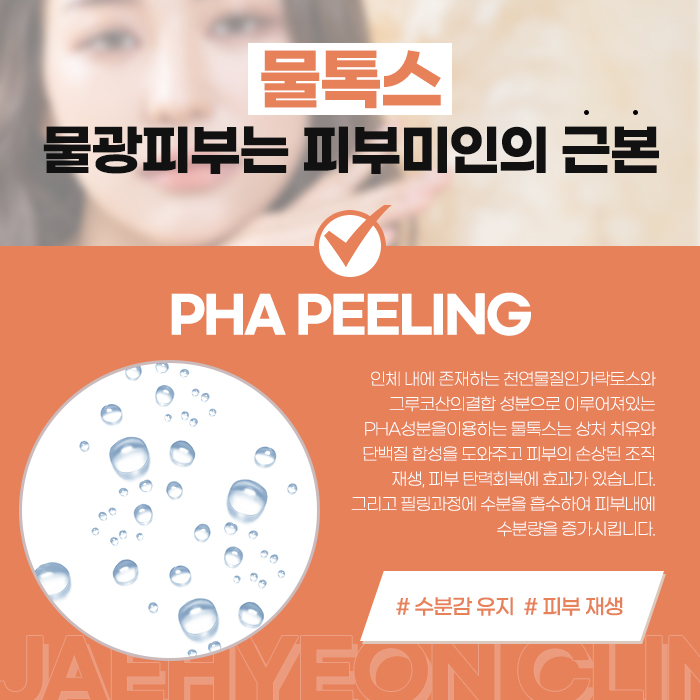 물톡스
물광피부는 피부미인의 근본
PHA PEELING
인체 내에 존재하는 천연물질인가락토스와
그루코산의결합 성분으로 이루어져있는
PHA성분을이용하는 물톡스는 상처 치유와
단백질 합성을 도와주고 피부의 손상된 조직
재생, 피부 탄력회복에 효과가 있습니다.
그리고 필링과정에 수분을 흡수하여 피부내에
수분량을 증가시킵니다.
# 수분감 유지 # 피부 재생
JAEHYEON CLIN